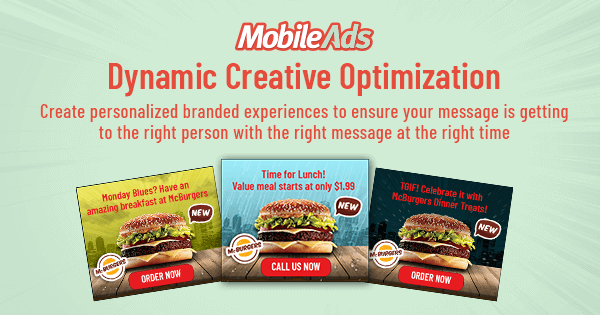 MobileAds
Dynamic Creative Optimization
Create personalized branded experiences to ensure your message is getting
to the right person with the right message at the right time
Monday Blues? Have an
amazing breakfast at McBurgers
NEW
McBURGERS
ORDER NOW
Time for Lunch!
Value meal starts at only $1.99
NEW
McBURGERS
CALL US NOW
TGIF! Celebrate it with
McBurgers Dinner Treats!
NEW
McBURGERS
ORDER NOW